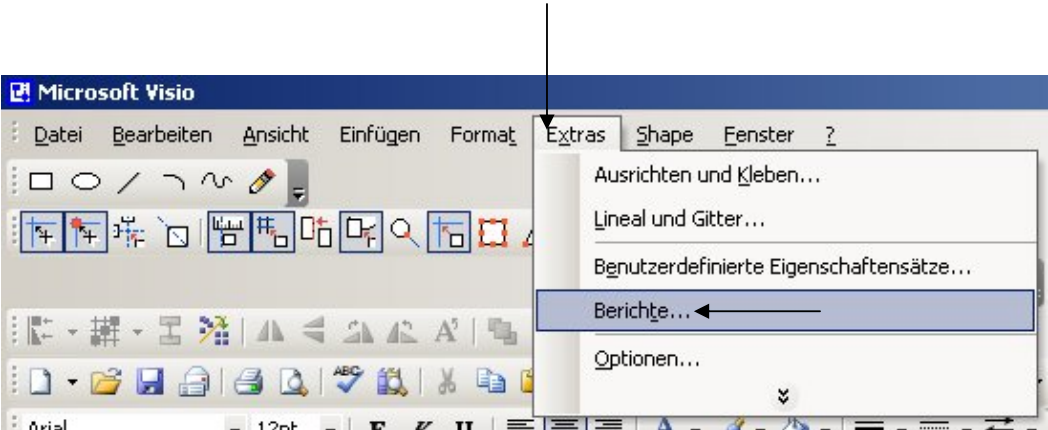 Microsoft Visio
Datei Bearbeiten Ansicht Einfügen Format Extras Shape Fenster ?
Ausrichten und Kleben...
Lineal und Gitter...
Benutzerdefinierte Eigenschaftensätze...
Berichte...
Optionen...
ABC
Arial 12pt F K U A